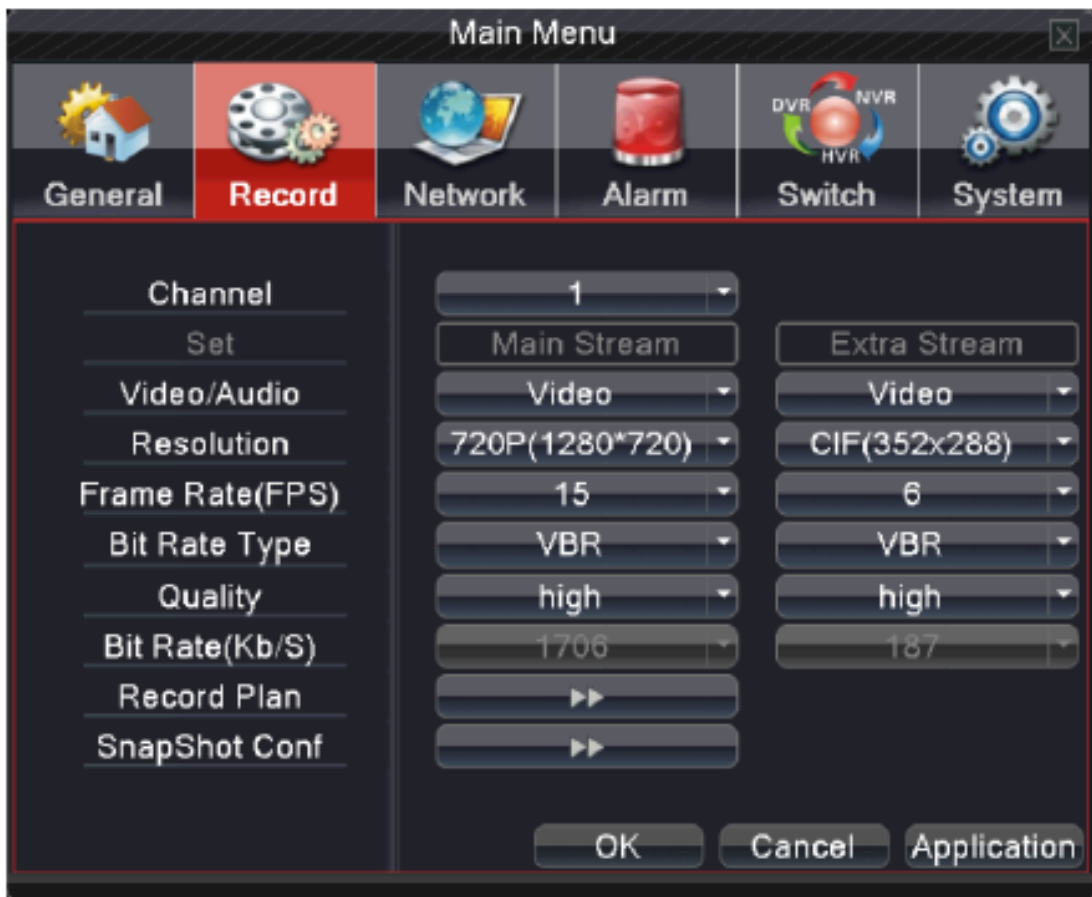 Main Menu
DVR NVR
HVR
General Record Network Alarm Switch System
Channel 1
Set Main Stream Extra Stream
Video/Audio Video Video
Resolution 720P(1280*720) CIF(352x288)
Frame Rate(FPS) 15 6
Bit Rate Type VBR VBR
Quality high high
Bit Rate(Kb/S) 1706 187
Record Plan
SnapShot Conf
OK Cancel Application